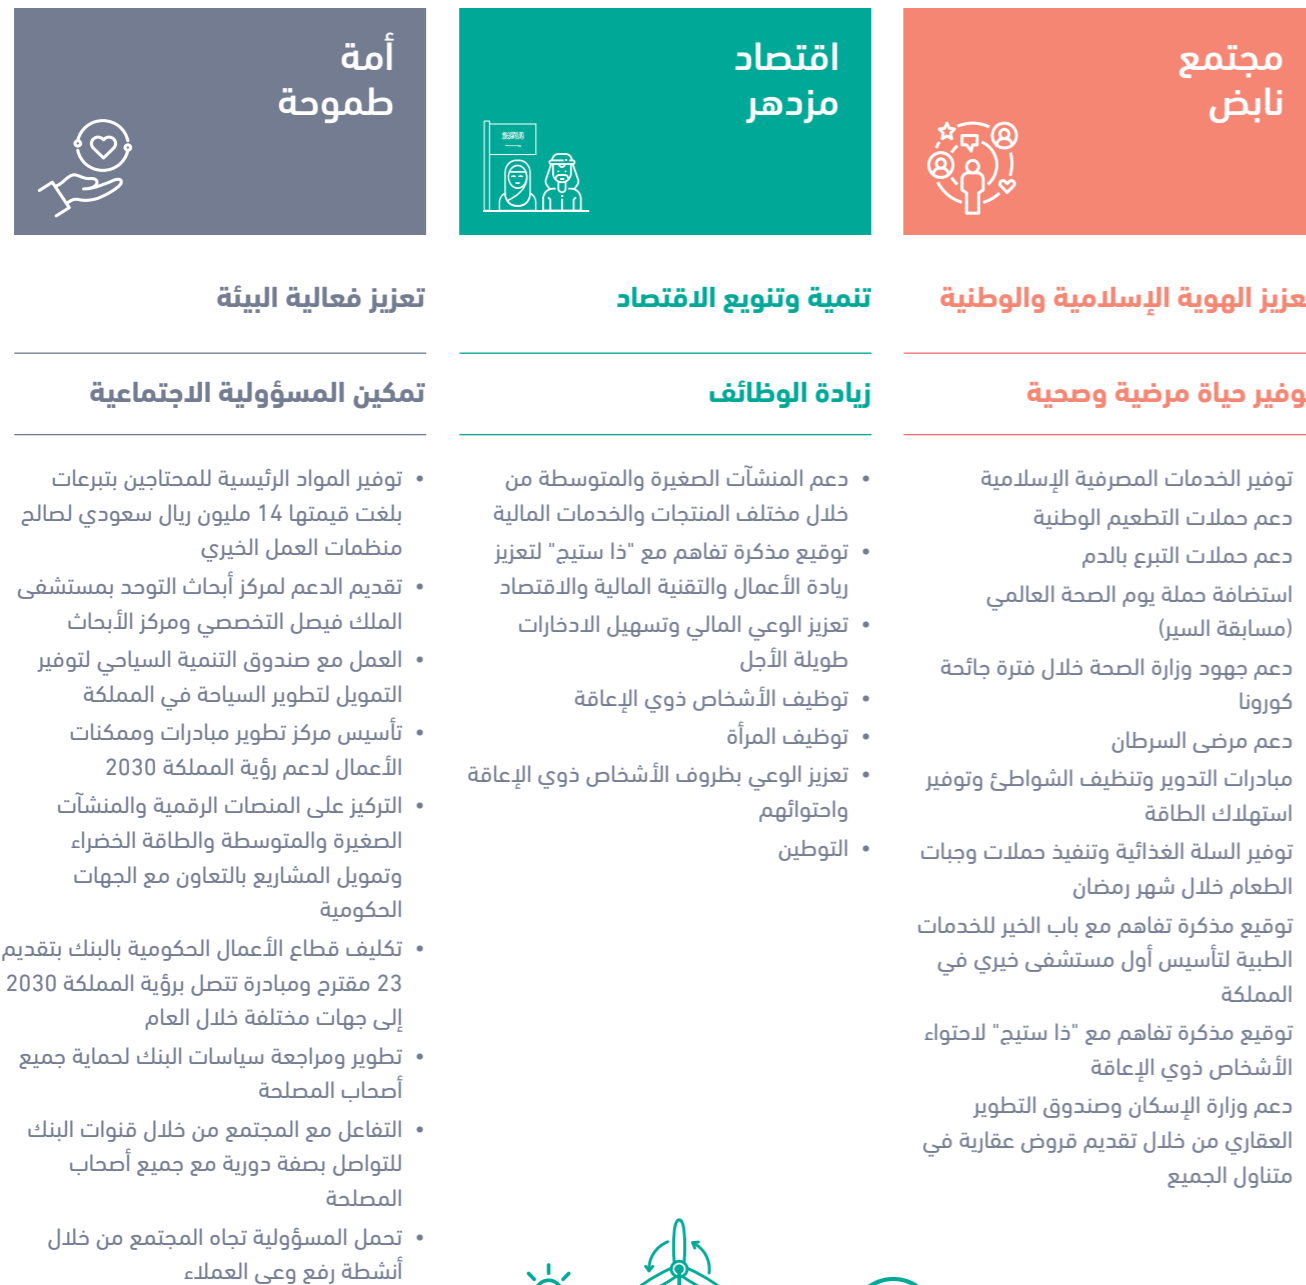 مجتمع
نابض
عزيز الهوية الإسلامية والوطنية
وفير حياة مرضية وصحية
توفير الخدمات المصرفية الإسلامية
دعم حملات التطعيم الوطنية
دعم حملات التبرع بالدم
استضافة حملة يوم الصحة العالمي
(مسابقة السير)
دعم جهود وزارة الصحة خلال فترة جائحة
كورونا
دعم مرضى السرطان
مبادرات التدوير وتنظيف الشواطئ وتوفير
استهلاك الطاقة
توفير السلة الغذائية وتنفيذ حملات وجبات
الطعام خلال شهر رمضان
توقيع مذكرة تفاهم مع باب الخير للخدمات
الطبية لتأسيس أول مستشفى خيري في
المملكة
توقيع مذكرة تفاهم مع "ذا ستيج" لاحتواء
الأشخاص ذوي الإعاقة
دعم وزارة الإسكان وصندوق التطوير
العقاري من خلال تقديم قروض عقارية في
متناول الجميع
اقتصاد
مزدهر
تنمية وتنويع الاقتصاد
زيادة الوظائف
• دعم المنشآت الصغيرة والمتوسطة من
خلال مختلف المنتجات والخدمات المالية
• توقيع مذكرة تفاهم مع "ذا ستيج" لتعزيز
ريادة الأعمال والتقنية المالية والاقتصاد
• تعزيز الوعي المالي وتسهيل الادخارات
طويلة الأجل
• توظيف الأشخاص ذوي الإعاقة
• توظيف المرأة
• تعزيز الوعي بظروف الأشخاص ذوي الإعاقة
واحتوائهم
• التوطين
أمة
طموحة
تعزيز فعالية البيئة
تمكين المسؤولية الاجتماعية
• توفير المواد الرئيسية للمحتاجين بتبرعات
بلغت قيمتها 14 مليون ريال سعودي لصالح
منظمات العمل الخيري
• تقديم الدعم لمركز أبحاث التوحد بمستشفى
الملك فيصل التخصصي ومركز الأبحاث
• العمل مع صندوق التنمية السياحي لتوفير
التمويل لتطوير السياحة في المملكة
• تأسيس مركز تطوير مبادرات وممكنات
الأعمال لدعم رؤية المملكة 2030
• التركيز على المنصات الرقمية والمنشآت
الصغيرة والمتوسطة والطاقة الخضراء
وتمويل المشاريع بالتعاون مع الجهات
الحكومية
• تكليف قطاع الأعمال الحكومية بالبنك بتقديم
23 مقترح ومبادرة تتصل برؤية المملكة 2030
إلى جهات مختلفة خلال العام
• تطوير ومراجعة سياسات البنك لحماية جميع
أصحاب المصلحة
• التفاعل مع المجتمع من خلال قنوات البنك
للتواصل بصفة دورية مع جميع أصحاب
المصلحة
• تحمل المسؤولية تجاه المجتمع من خلال
أنشطة رفع وعي العملاء